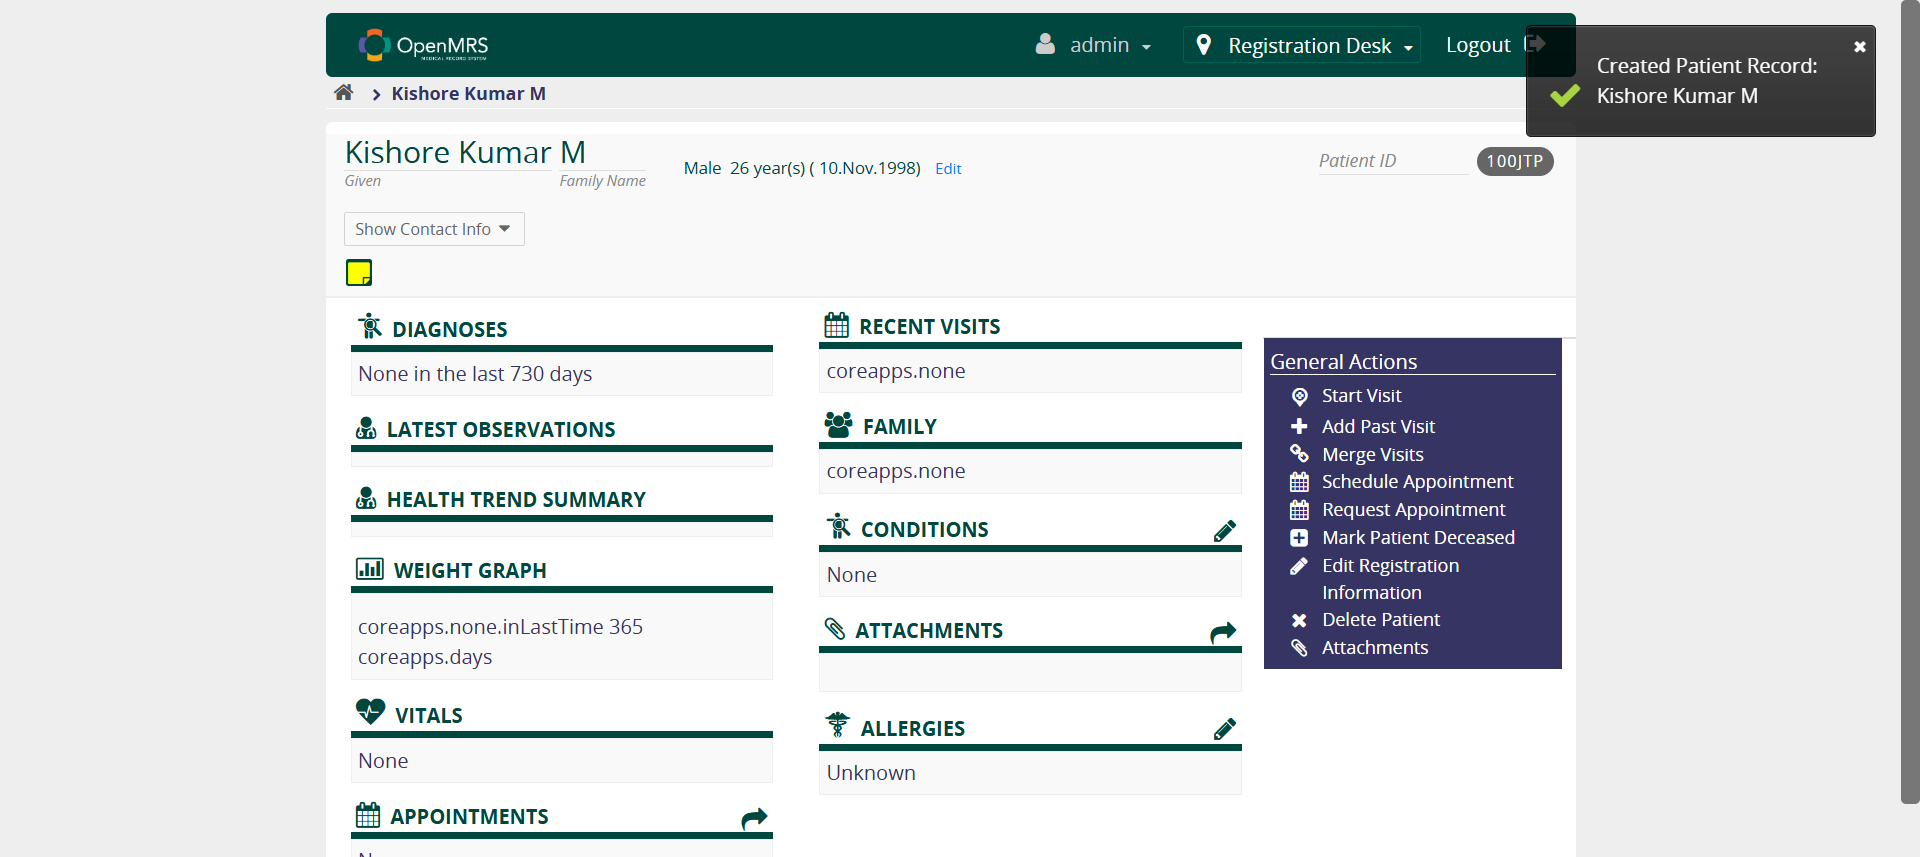 OpenMRS
MEDICAL RECORD SYSTEM
admin
Registration Desk
Logout
Created Patient Record:
Kishore Kumar M
Kishore Kumar M
Kishore Kumar M
Given
Family Name
Male 26 year(s) ( 10.Nov.1998) Edit
Patient ID
100JTP
Show Contact Info
DIAGNOSES
None in the last 730 days
LATEST OBSERVATIONS
HEALTH TREND SUMMARY
WEIGHT GRAPH
coreapps.none.inLastTime 365
coreapps.days
VITALS
None
APPOINTMENTS
RECENT VISITS
coreapps.none
FAMILY
coreapps.none
CONDITIONS
None
ATTACHMENTS
ALLERGIES
Unknown
General Actions
Start Visit
Add Past Visit
Merge Visits
Schedule Appointment
Request Appointment
Mark Patient Deceased
Edit Registration
Information
Delete Patient
Attachments